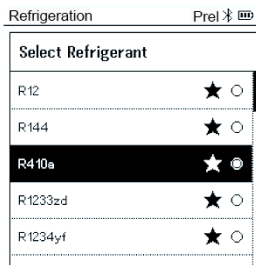 Refrigeration Prel
Select Refrigerant
R12
R144
R410a
R1233zd
R1234yf